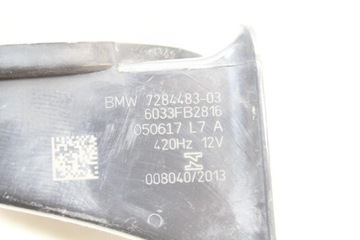 BMW 7284483-03
6033FB2816
050617 L7 A
420Hz 12V
008040/2013